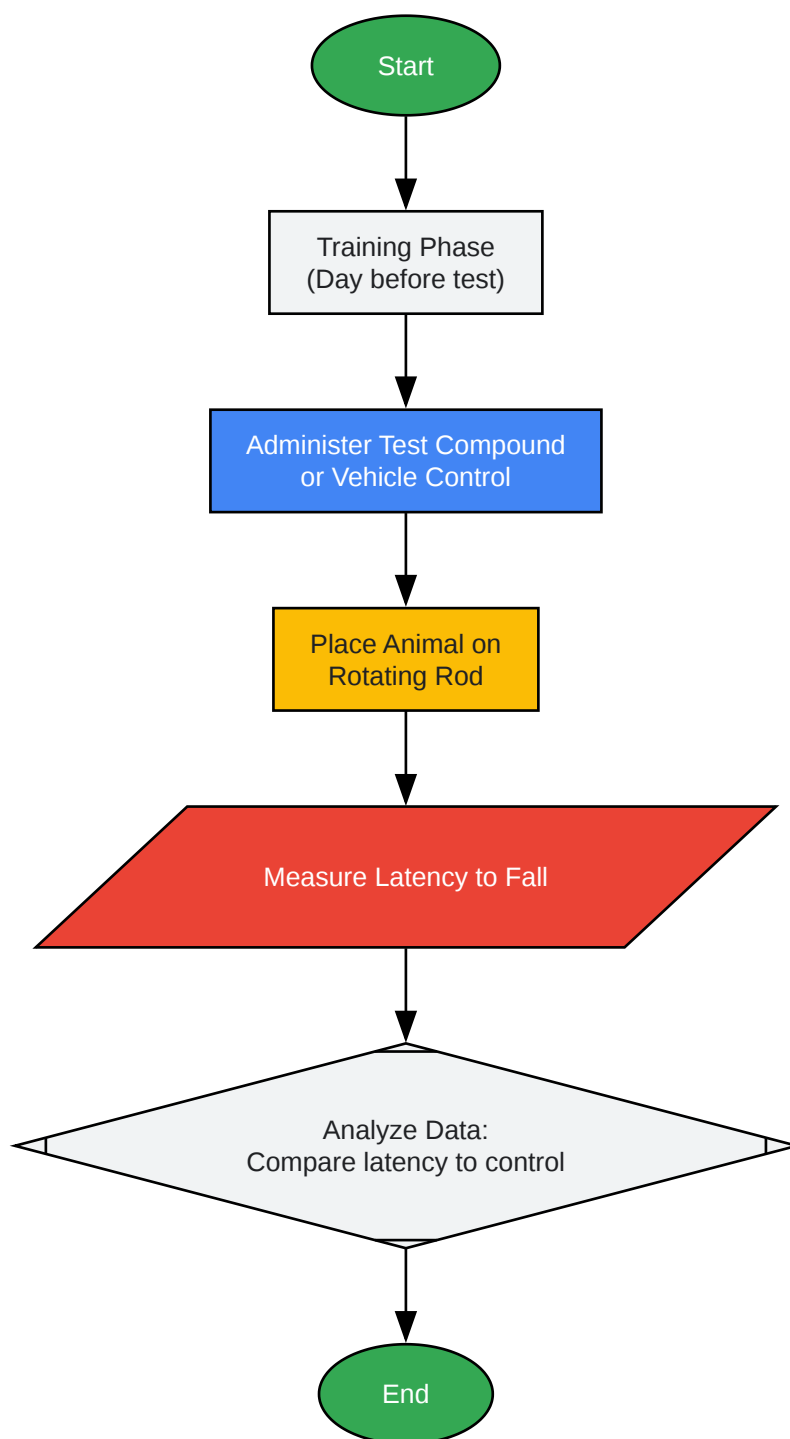 Start
Training Phase
(Day before test)
Administer Test Compound
or Vehicle Control
Place Animal on
Rotating Rod
Measure Latency to Fall
Analyze Data:
Compare latency to control
End